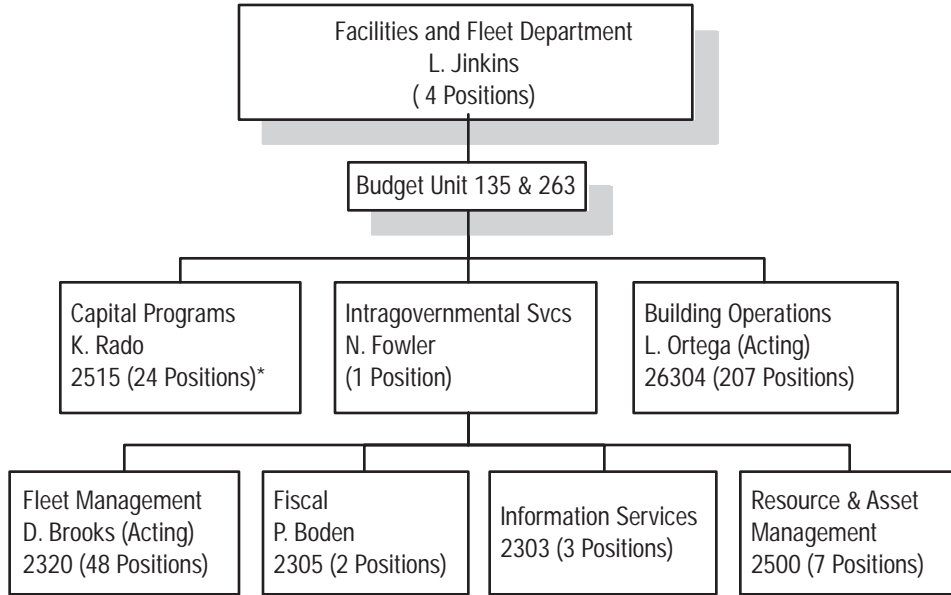 Facilities and Fleet Department
L. Jinkins
( 4 Positions)
Budget Unit 135 & 263
Capital Programs
K. Rado
2515 (24 Positions)*
Intragovernmental Svcs
N. Fowler
(1 Position)
Building Operations
L. Ortega (Acting)
26304 (207 Positions)
Fleet Management
D. Brooks (Acting)
2320 (48 Positions)
Fiscal
P. Boden
2305 (2 Positions)
Information Services
2303 (3 Positions)
Resource & Asset
Management
2500 (7 Positions)